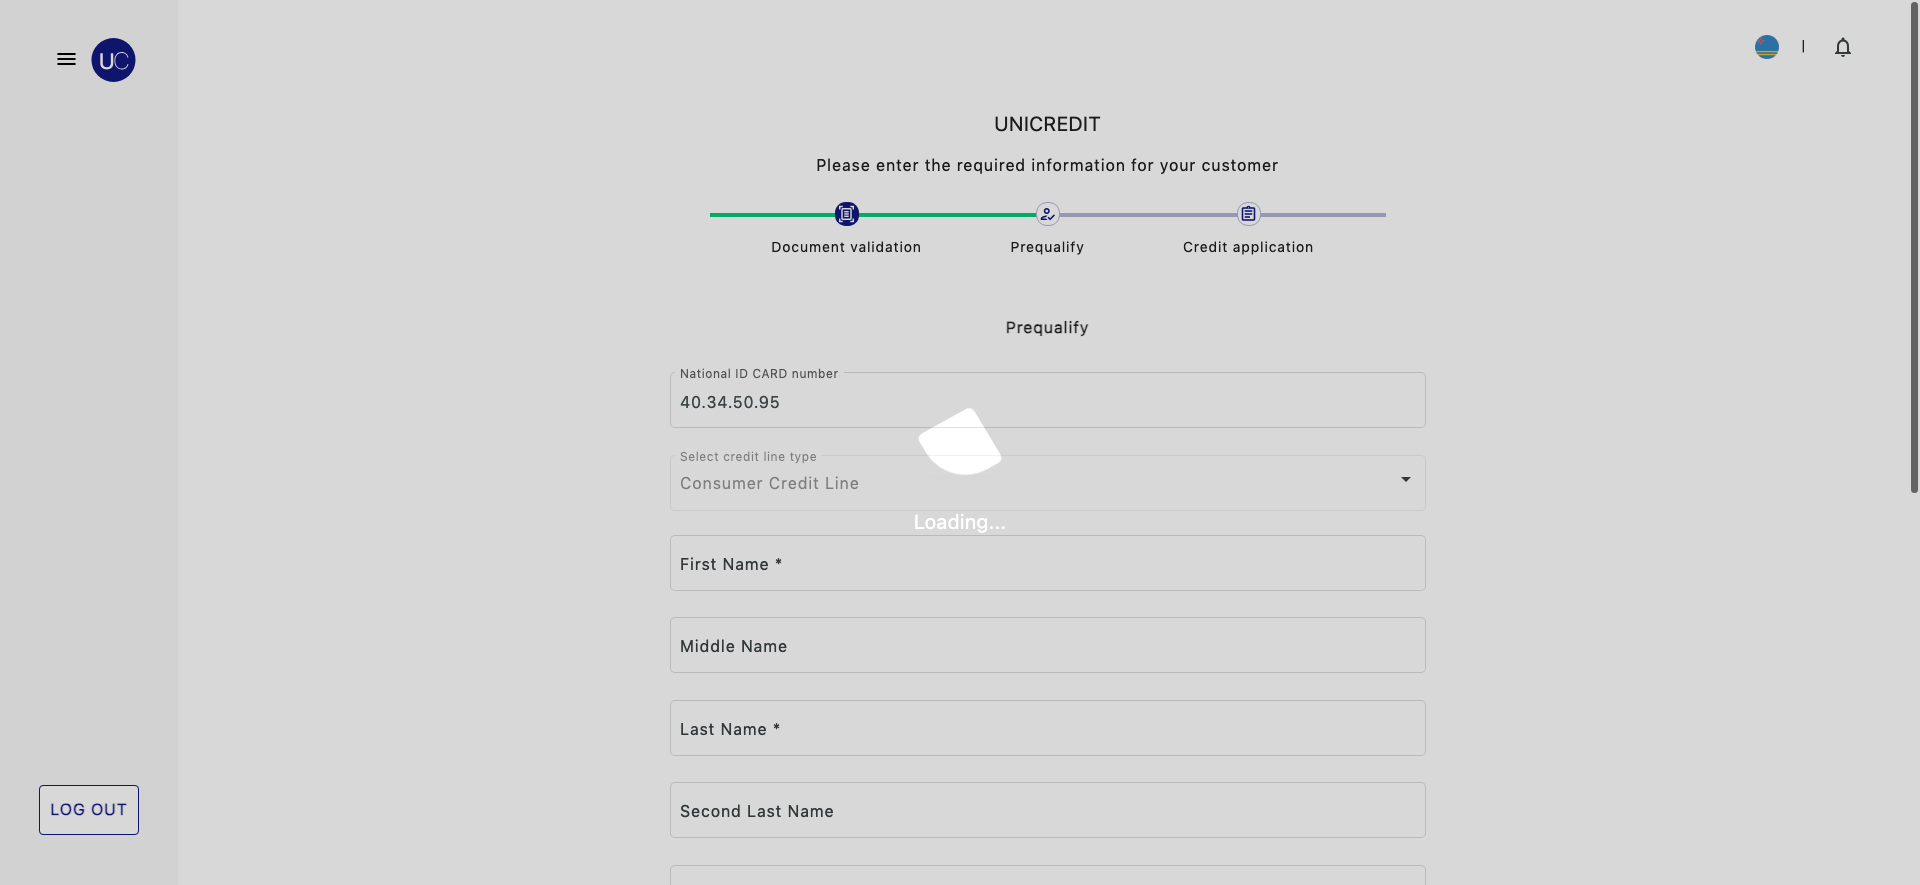 UC
UNICREDIT
Please enter the required information for your customer
Document validation
Prequalify
Credit application
Prequalify
National ID CARD number
40.34.50.95
Select credit line type
Consumer Credit Line
Loading...
First Name *
Middle Name
Last Name *
Second Last Name
LOG OUT